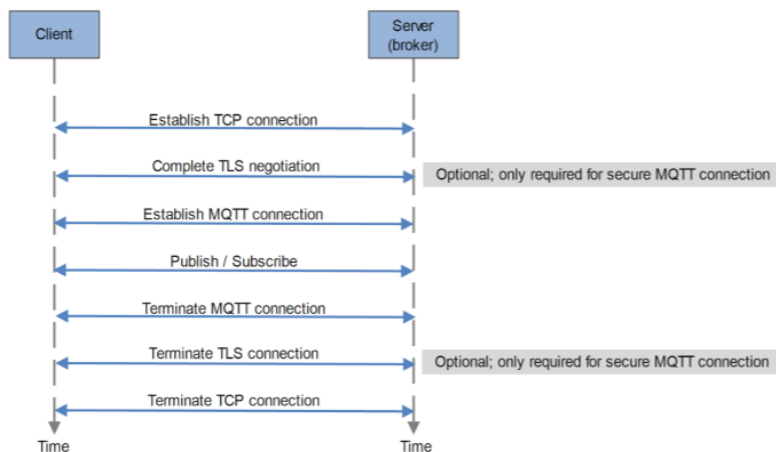 Client
Server
(broker)
Establish TCP connection
Complete TLS negotiation
Optional; only required for secure MQTT connection
Establish MQTT connection
Publish / Subscribe
Terminate MQTT connection
Terminate TLS connection
Optional; only required for secure MQTT connection
Terminate TCP connection
Time
Time